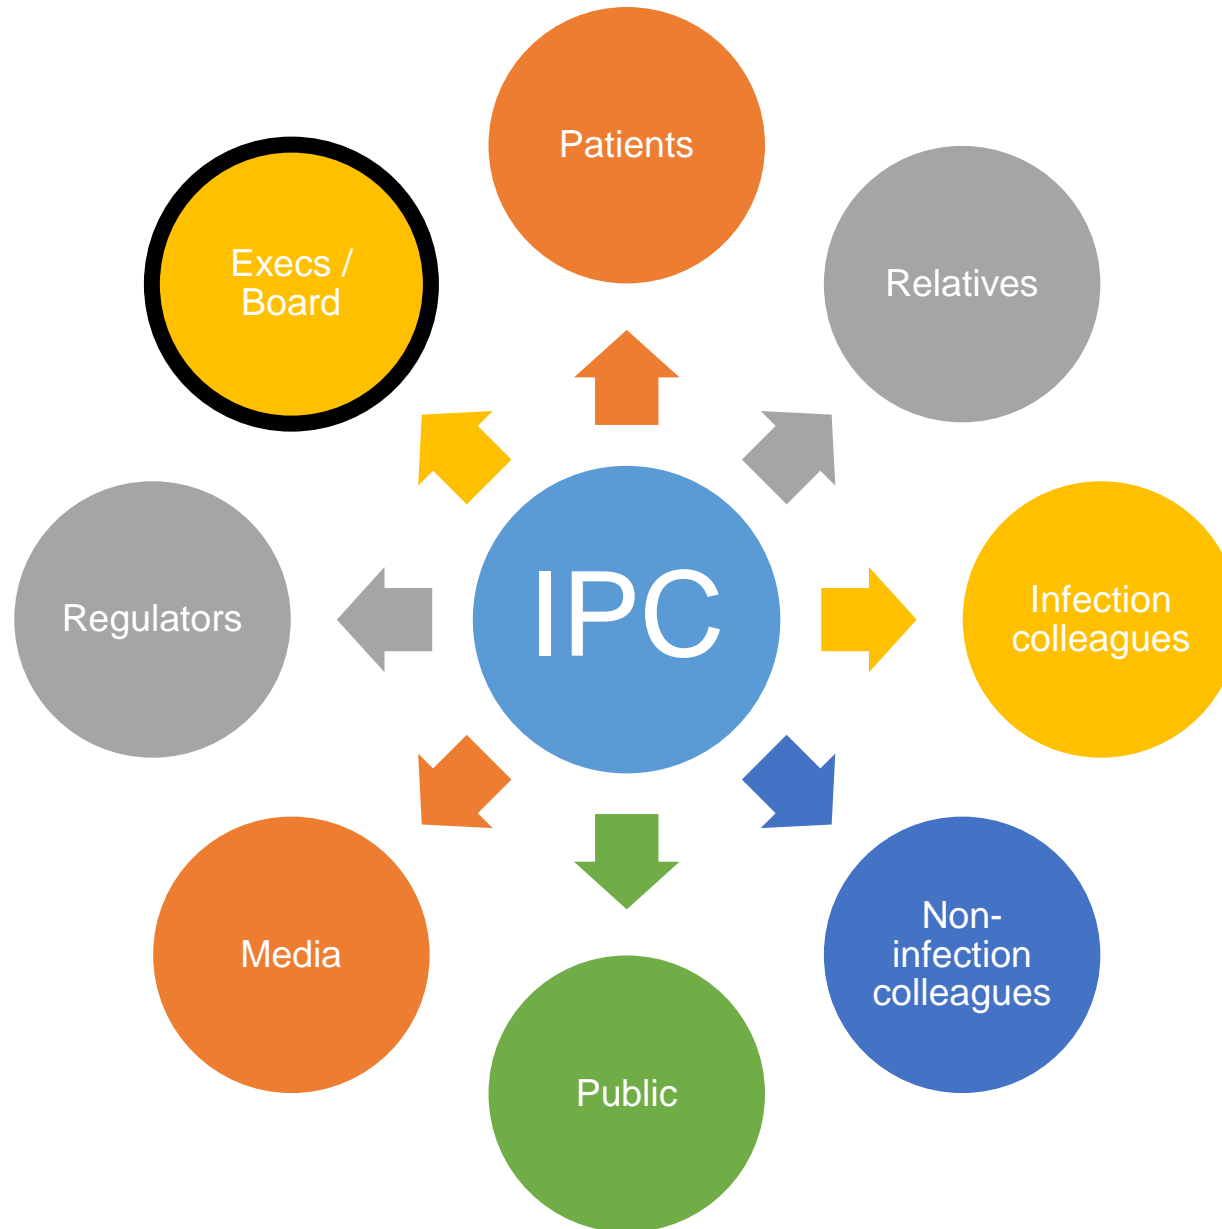 Patients
Execs /
Board
Relatives
IPC
Regulators
Infection
colleagues
Media
Non-
infection
colleagues
Public